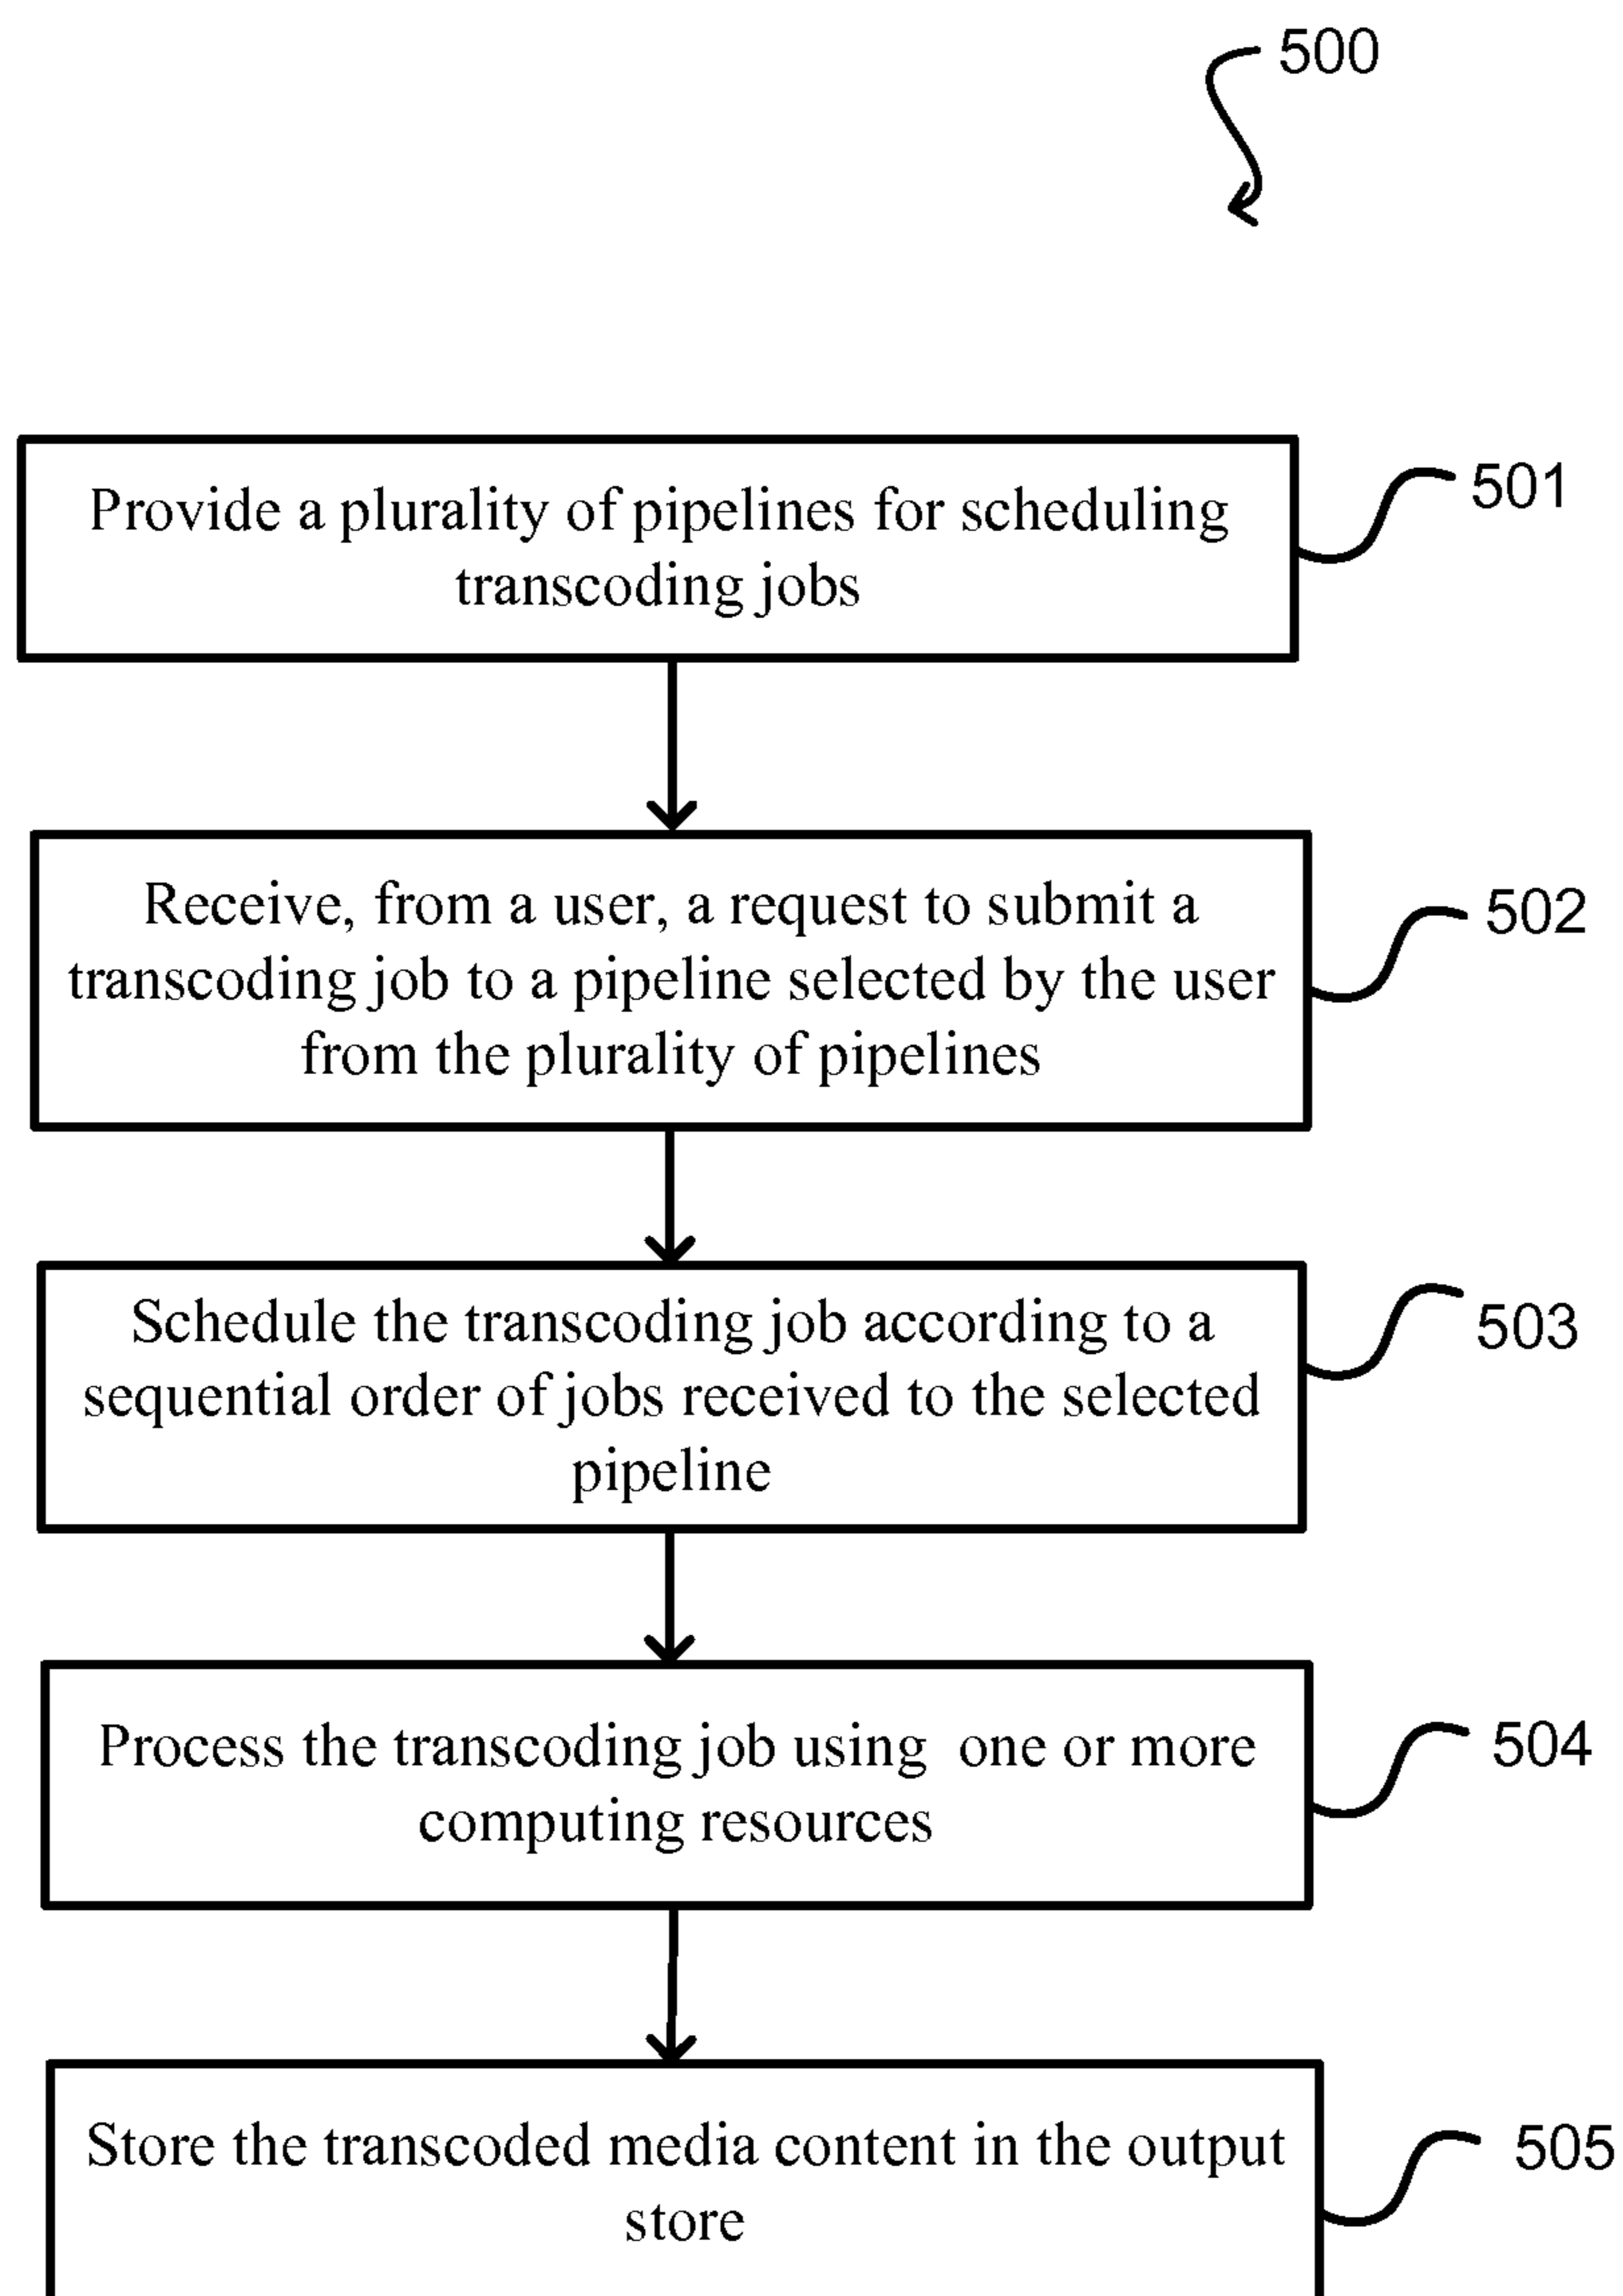 500
Provide a plurality of pipelines for scheduling
transcoding jobs
501
Receive, from a user, a request to submit a
transcoding job to a pipeline selected by the user
from the plurality of pipelines
502
Schedule the transcoding job according to a
sequential order of jobs received to the selected
pipeline
503
Process the transcoding job using  one or more
computing resources
504
Store the transcoded media content in the output
store
505